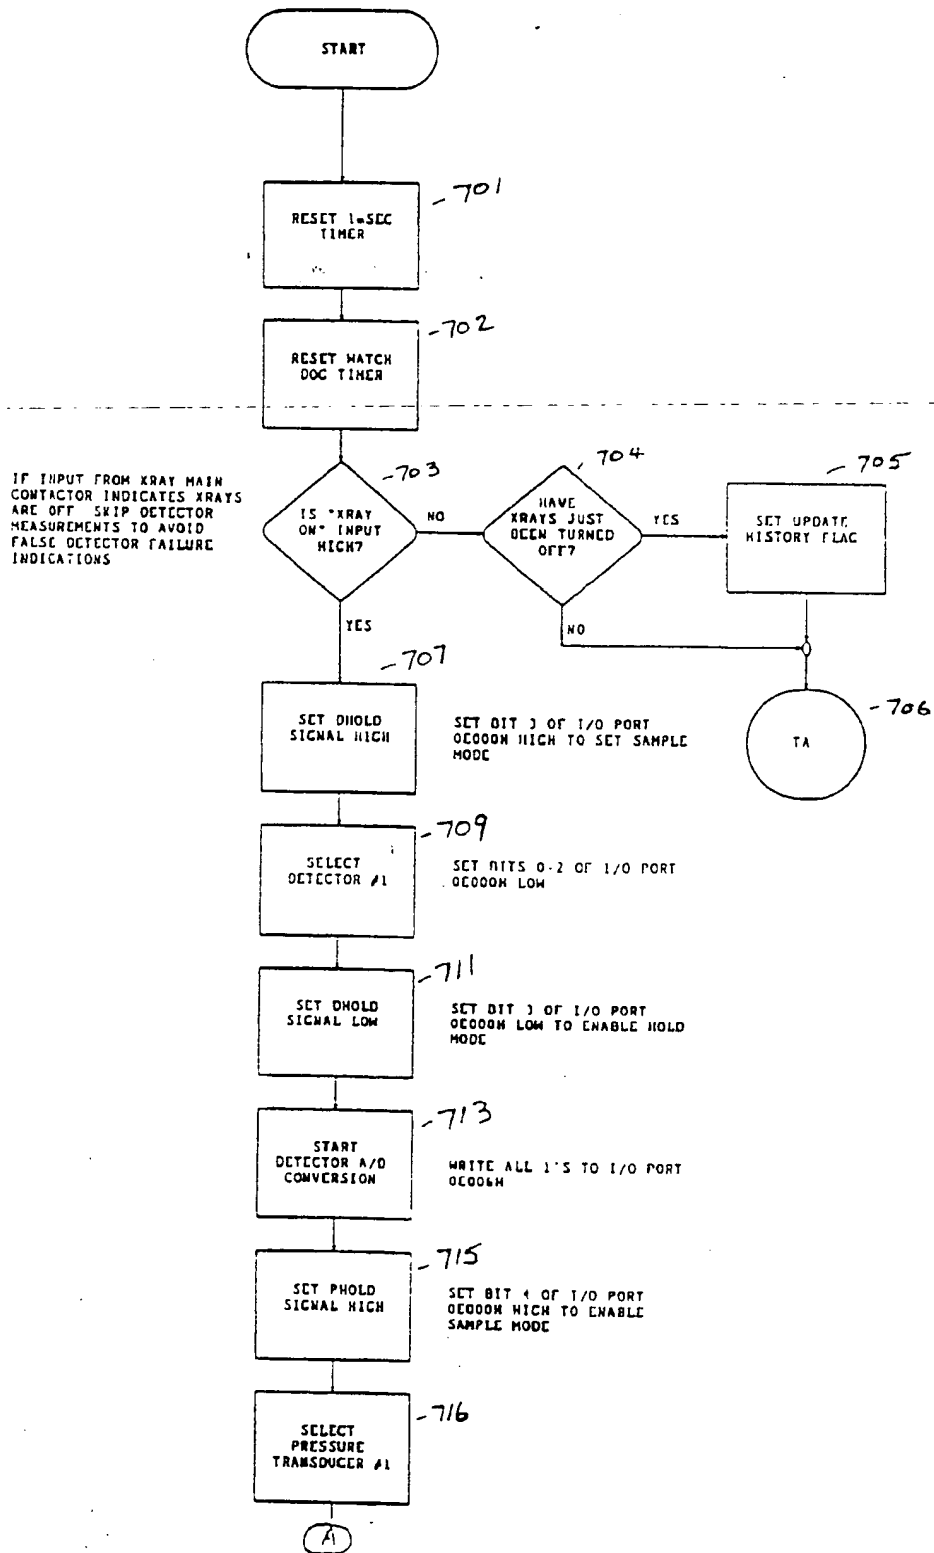 START
701
RESET 1mSEC
TIMER
702
RESET WATCH
DOG TIMER
IF INPUT FROM XRAY MAIN
CONTACTOR INDICATES XRAYS
ARE OFF SKIP DETECTOR
MEASUREMENTS TO AVOID
FALSE DETECTOR FAILURE
INDICATIONS
703
IS "XRAY
ON" INPUT
HIGH?
NO
YES
704
HAVE
XRAYS JUST
BEEN TURNED
OFF?
YES
NO
705
SET UPDATE
HISTORY FLAG
706
TA
707
SET DHOLD
SIGNAL HIGH
SET BIT 3 OF I/O PORT
0E000H HIGH TO SET SAMPLE
MODE
709
SELECT
DETECTOR #1
SET BITS 0-2 OF I/O PORT
0E000H LOW
711
SET DHOLD
SIGNAL LOW
SET BIT 3 OF I/O PORT
0E000H LOW TO ENABLE HOLD
MODE
713
START
DETECTOR A/D
CONVERSION
WRITE ALL 1'S TO I/O PORT
0E006H
715
SET PHOLD
SIGNAL HIGH
SET BIT 4 OF I/O PORT
0E000H HIGH TO ENABLE
SAMPLE MODE
716
SELECT
PRESSURE
TRANSDUCER #1
A